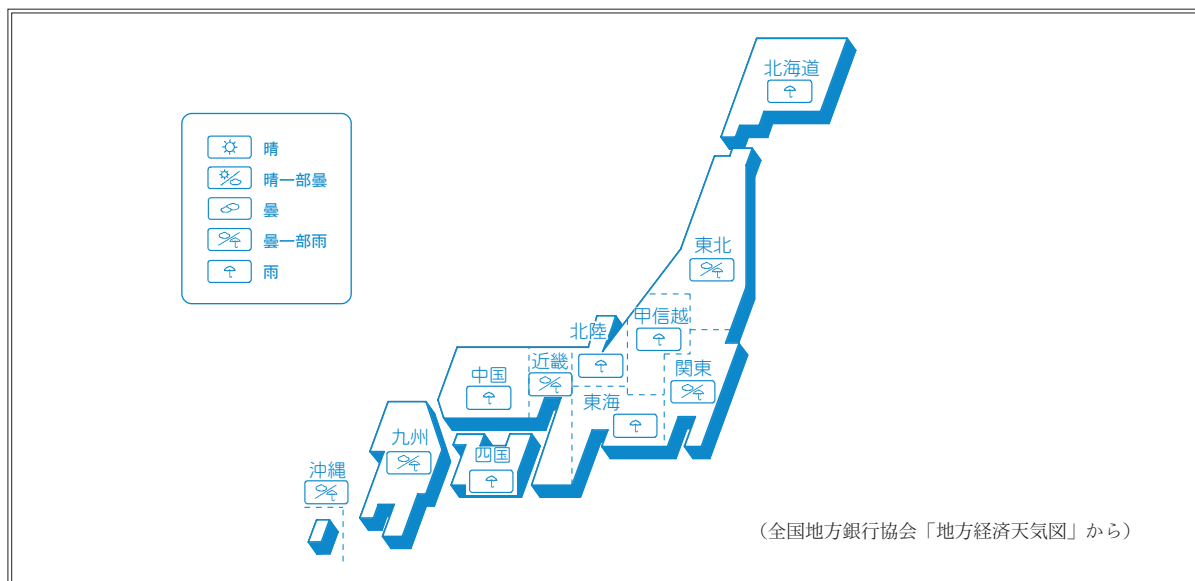 北海道
晴
晴一部曇
曇
曇一部雨
雨
東北
甲信越
北陸
近畿
関東
中国
東海
九州
四国
沖縄
（全国地方銀行協会「地方経済天気図」から）